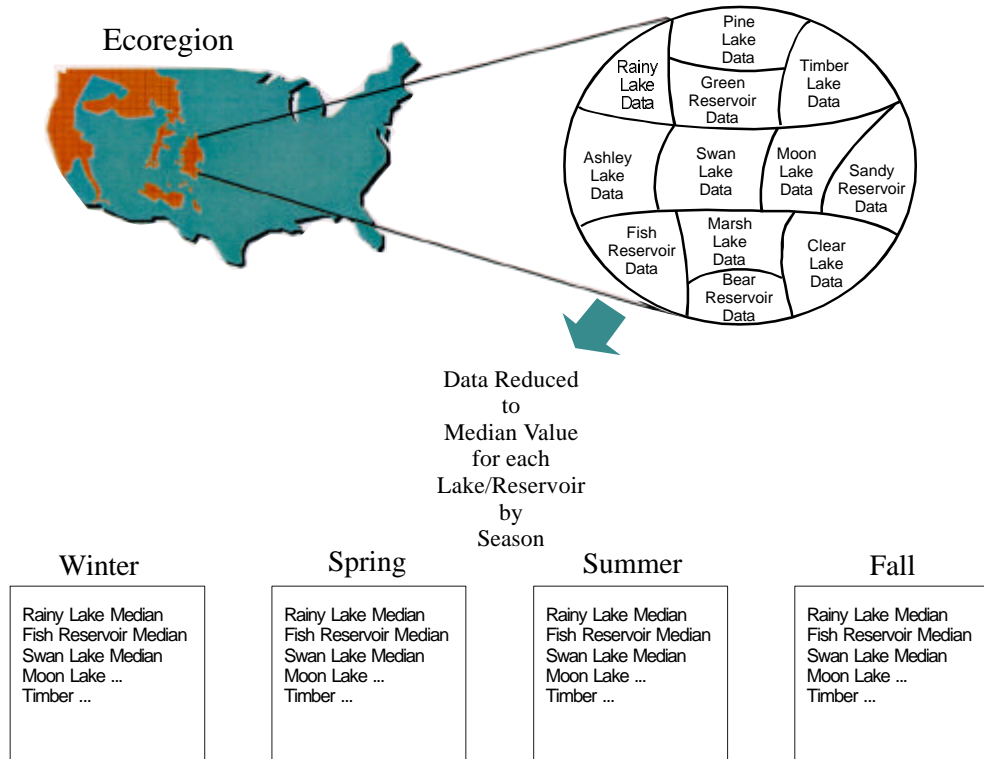 Ecoregion
Pine
Lake
Data
Rainy
Lake
Data
Green
Reservoir
Data
Timber
Lake
Data
Ashley
Lake
Data
Swan
Lake
Data
Moon
Lake
Data
Sandy
Reservoir
Data
Fish
Reservoir
Data
Marsh
Lake
Data
Clear
Lake
Data
Bear
Reservoir
Data
Data Reduced
to
Median Value
for each
Lake/Reservoir
by
Season
Winter
Rainy Lake Median
Fish Reservoir Median
Swan Lake Median
Moon Lake ...
Timber ...
Spring
Rainy Lake Median
Fish Reservoir Median
Swan Lake Median
Moon Lake ...
Timber ...
Summer
Rainy Lake Median
Fish Reservoir Median
Swan Lake Median
Moon Lake ...
Timber ...
Fall
Rainy Lake Median
Fish Reservoir Median
Swan Lake Median
Moon Lake ...
Timber ...